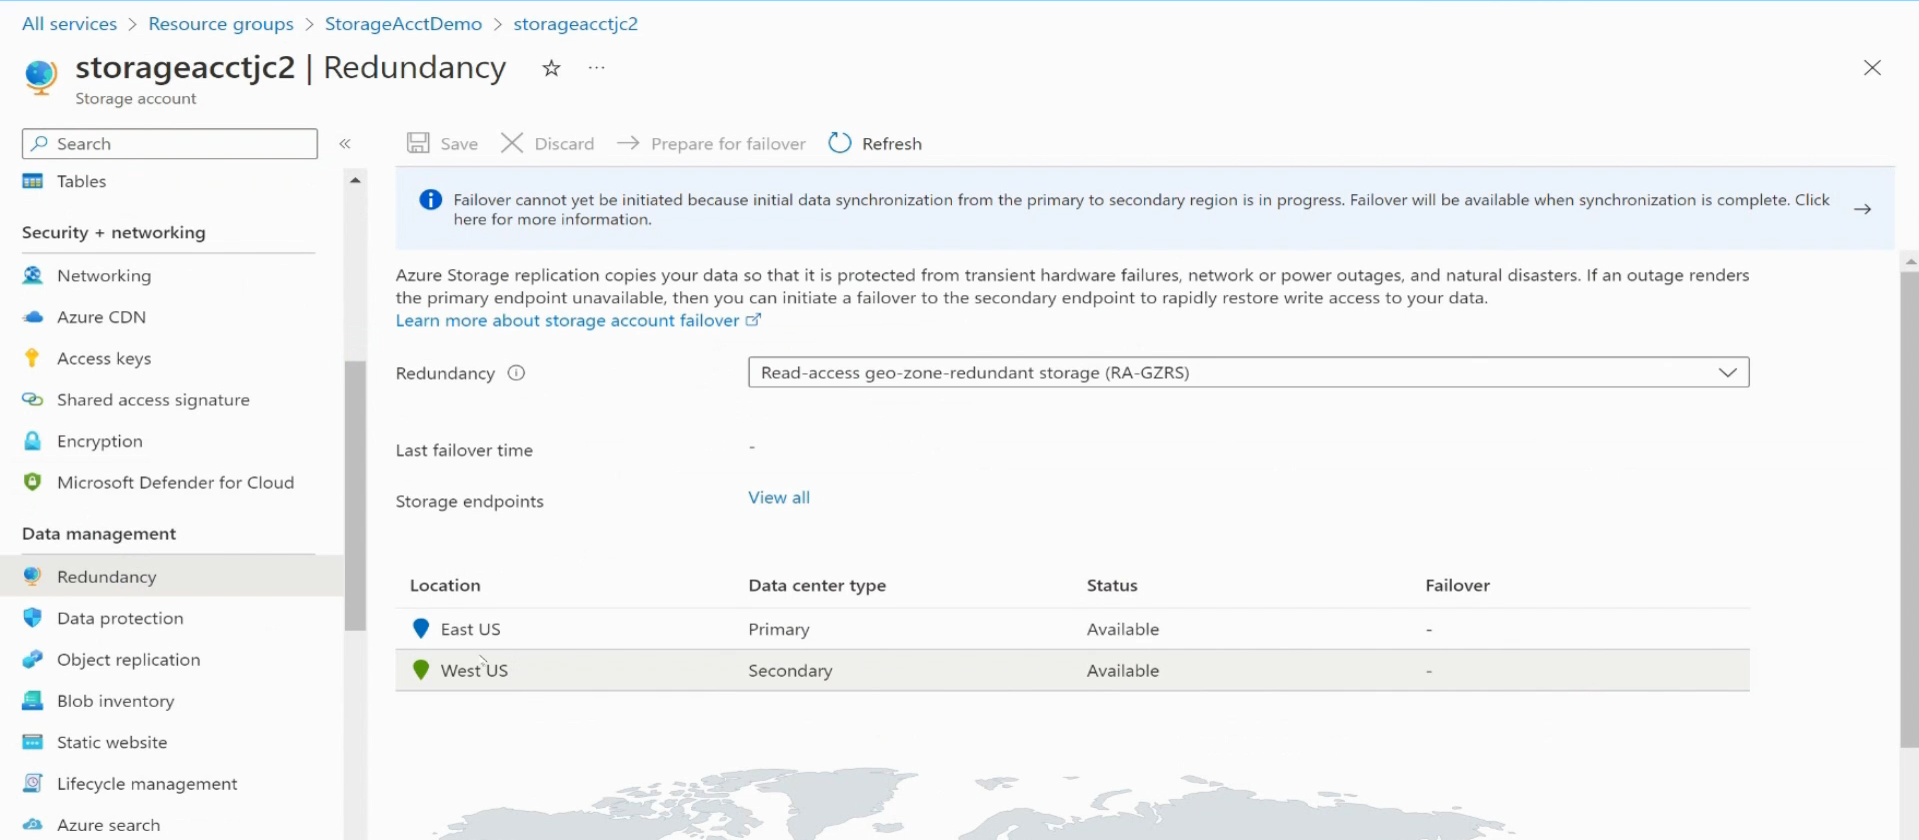 All services > Resource groups > StorageAcctDemo > storageacctjc2
storageacctjc2 | Redundancy ...
Storage account
Search
«
Save
Discard
Prepare for failover
Refresh
Tables
Security + networking
Networking
Azure CDN
Access keys
Shared access signature
Encryption
Microsoft Defender for Cloud
Data management
Redundancy
Data protection
Object replication
Blob inventory
Static website
Lifecycle management
Azure search
Failover cannot yet be initiated because initial data synchronization from the primary to secondary region is in progress. Failover will be available when synchronization is complete. Click
here for more information.
Azure Storage replication copies your data so that it is protected from transient hardware failures, network or power outages, and natural disasters. If an outage renders
the primary endpoint unavailable, then you can initiate a failover to the secondary endpoint to rapidly restore write access to your data.
Learn more about storage account failover
Redundancy
Read-access geo-zone-redundant storage (RA-GZRS)
Last failover time -
Storage endpoints View all
Location Data center type Status Failover
East US Primary Available -
West US Secondary Available -